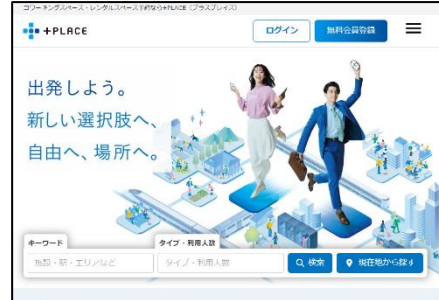 コワーキングスペース・レンタルスペース予約なら+PLACE（プラスプレイス）
+PLACE
ログイン
無料会員登録
出発しよう。
新しい選択肢へ、
自由へ、場所へ。
キーワード
タイプ・利用人数
施設・駅・エリアなど
タイプ・利用人数
検索
現在地から探す